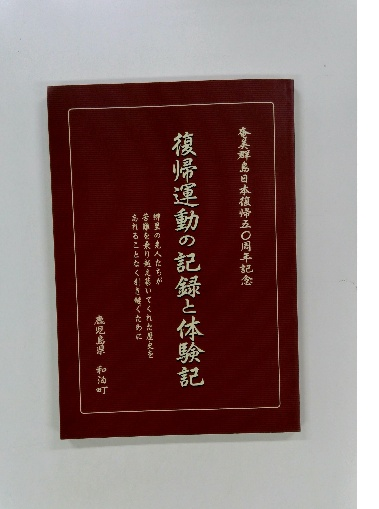 奄美群島日本復帰五〇周年記念
復帰運動の記録と体験記
郷里の先人たちが
苦難を乗り越え築いてくれた歴史を
忘れることなく引き継ぐために
鹿児島県 和泊町